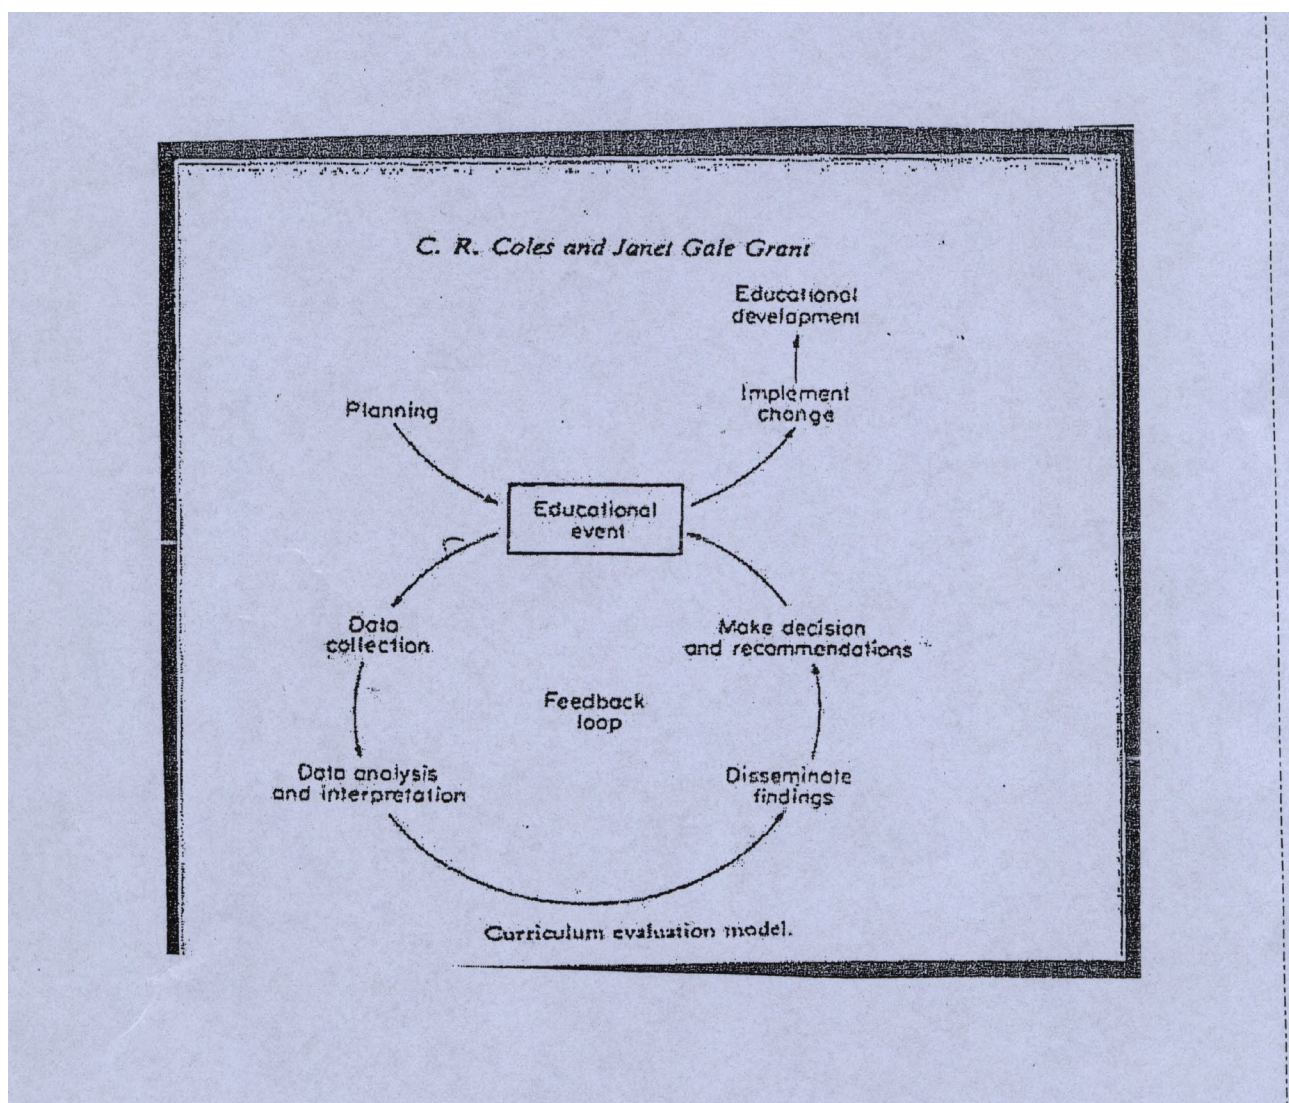 C. R. Coles and Janet Gale Grant
Educational
development
Implement
change
Planning
Educational
event
Data
collection
Make decision
and recommendations
Feedback
loop
Data analysis
and interpretation
Disseminate
findings
Curriculum evaluation model.